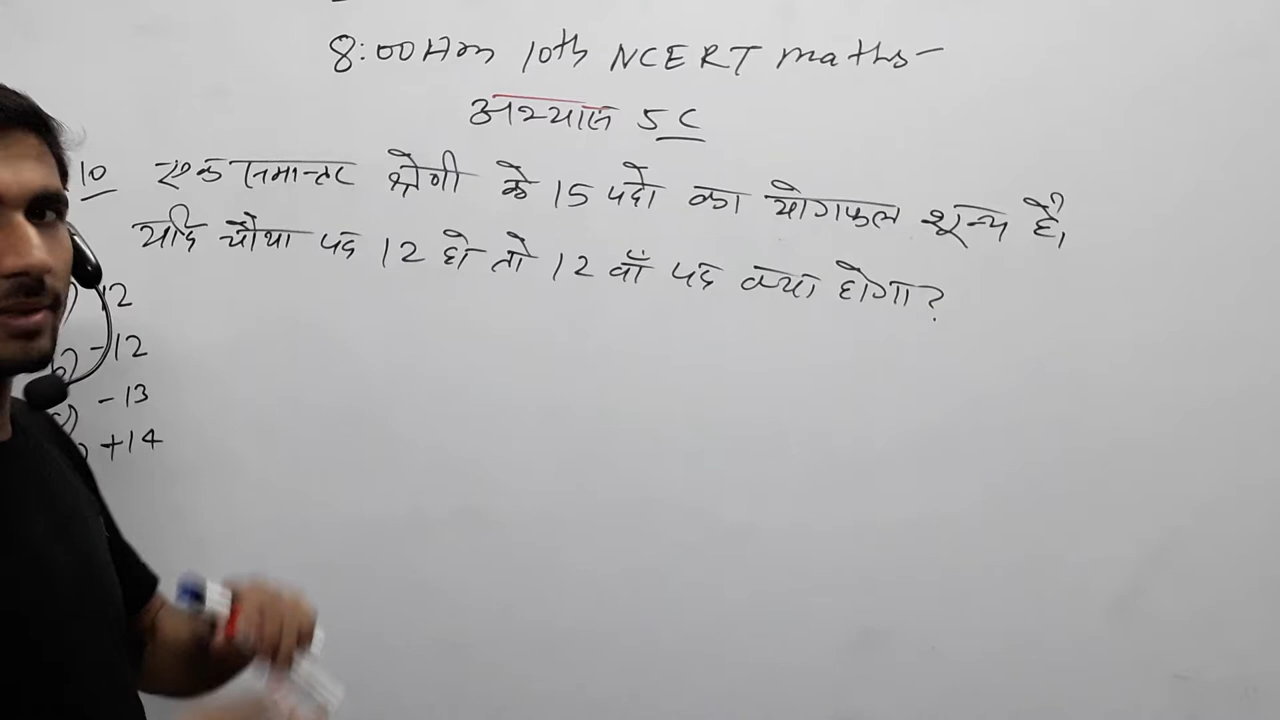 8:00Am 10th NCERT maths-
अभ्यास 5C
10 एक समान्तर श्रेणी के 15 पदो का योगफल शून्य है,
यदि चौथा पद 12 हो तो 12 वाँ पद क्या होगा?
) 12
b) -12
c) -13
) +14